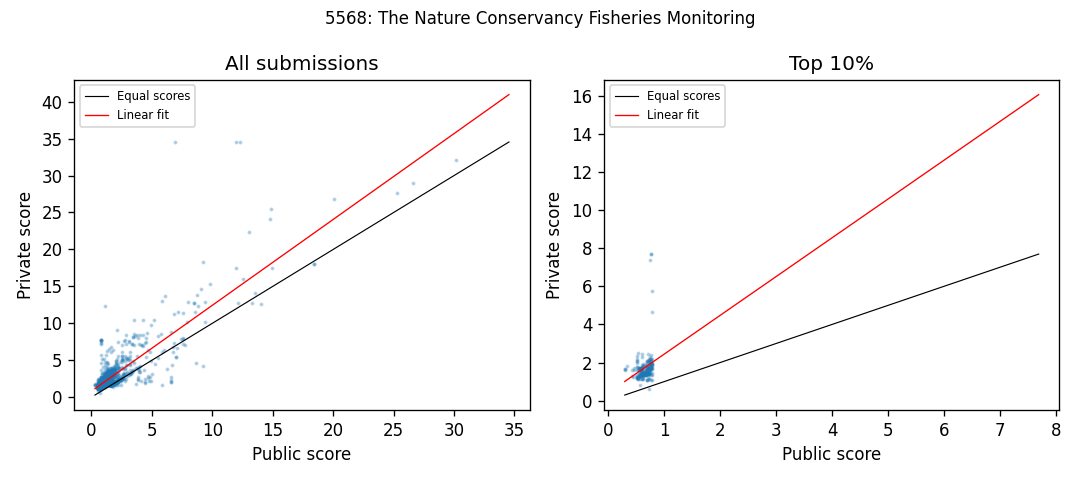 5568: The Nature Conservancy Fisheries Monitoring
All submissions
Equal scores
Linear fit
40
35
30
25
20
15
10
5
0
Private score
0 5 10 15 20 25 30 35
Public score
Top 10%
Equal scores
Linear fit
16
14
12
10
8
6
4
2
0
Private score
0 1 2 3 4 5 6 7 8
Public score